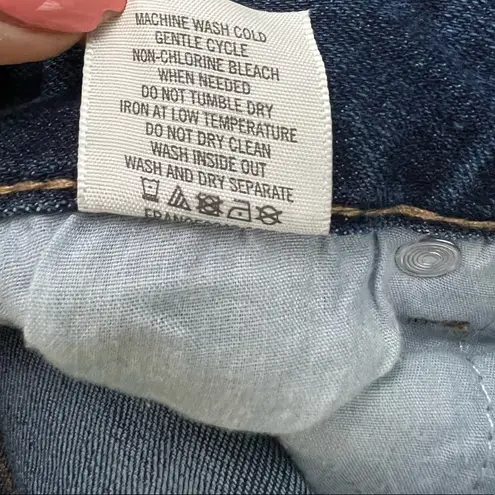 MACHINE WASH COLD
GENTLE CYCLE
NON-CHLORINE BLEACH
WHEN NEEDED
DO NOT TUMBLE DRY
IRON AT LOW TEMPERATURE
DO NOT DRY CLEAN
WASH INSIDE OUT
WASH AND DRY SEPARATE